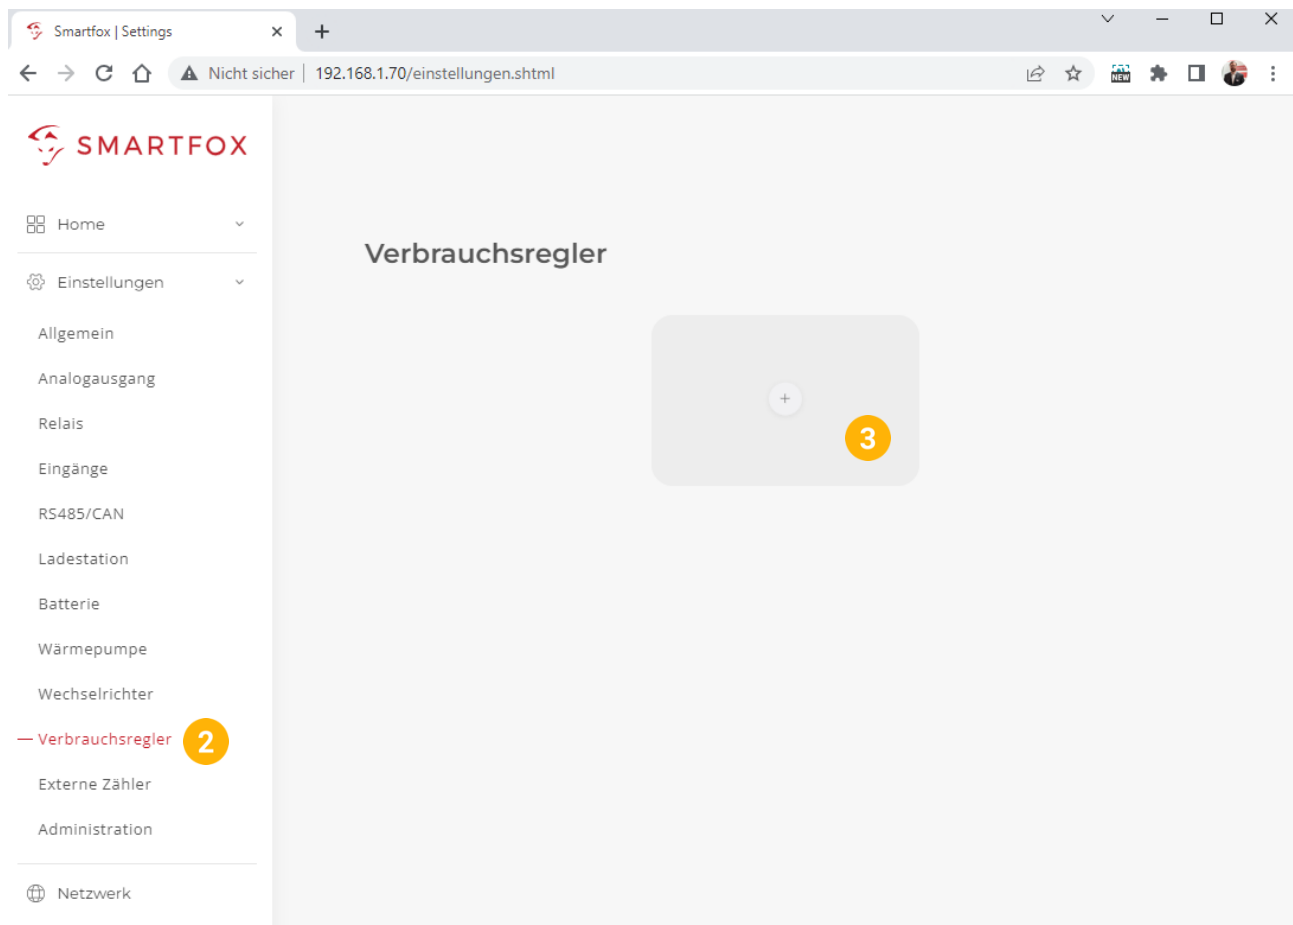 Smartfox | Settings
Nicht sicher | 192.168.1.70/einstellungen.shtml
NEW
SMARTFOX
Home
Einstellungen
Allgemein
Analogausgang
Relais
Eingänge
RS485/CAN
Ladestation
Batterie
Wärmepumpe
Wechselrichter
Verbrauchsregler
2
Externe Zähler
Administration
Netzwerk
Verbrauchsregler
+
3